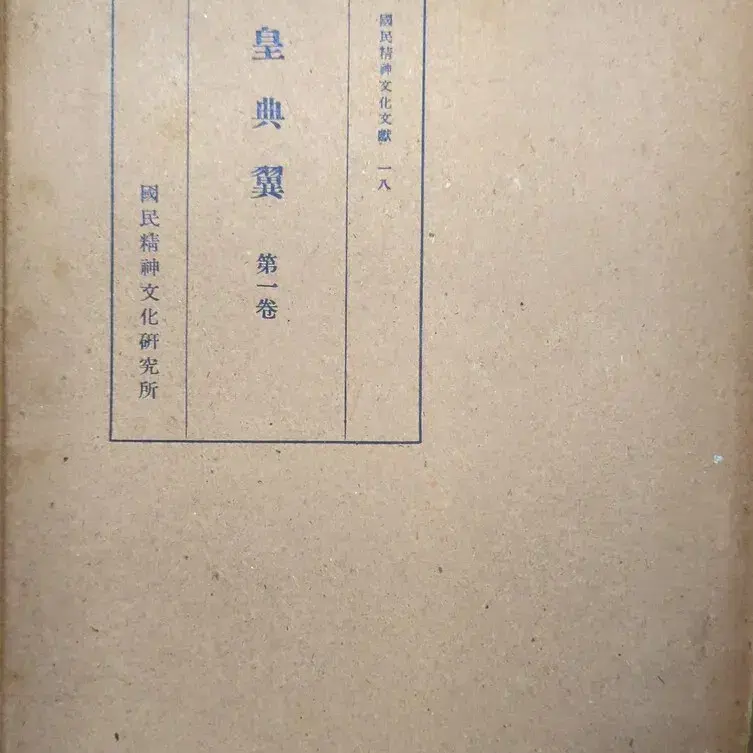 國民精神文化文獻 一八
皇典翼
第一卷
國民精神文化硏究所